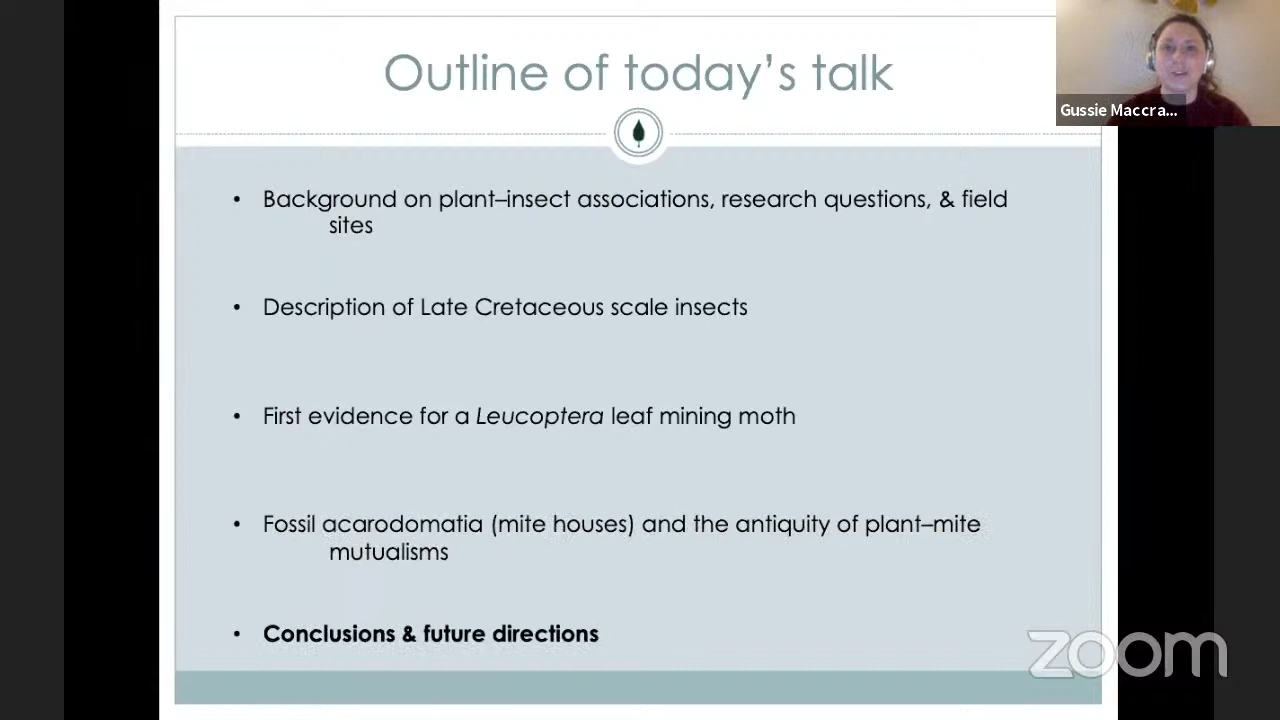 Outline of today's talk
Gussie Maccra...
• Background on plant–insect associations, research questions, & field
sites
• Description of Late Cretaceous scale insects
• First evidence for a Leucoptera leaf mining moth
• Fossil acarodomatia (mite houses) and the antiquity of plant–mite
mutualisms
• Conclusions & future directions
zoom